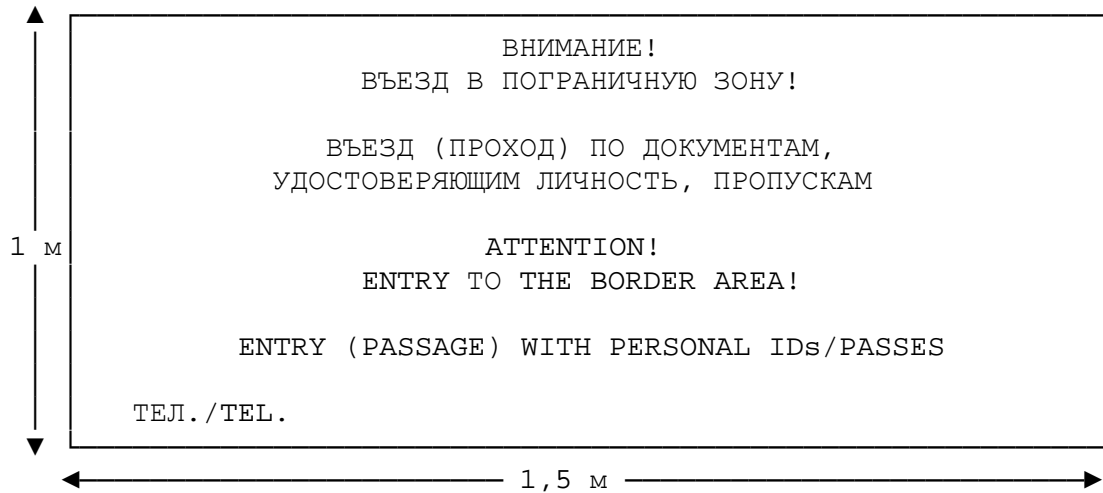 ВНИМАНИЕ!
ВЪЕЗД В ПОГРАНИЧНУЮ ЗОНУ!
ВЪЕЗД (ПРОХОД) ПО ДОКУМЕНТАМ,
УДОСТОВЕРЯЮЩИМ ЛИЧНОСТЬ, ПРОПУСКАМ
1 м
ATTENTION!
ENTRY TO THE BORDER AREA!
ENTRY (PASSAGE) WITH PERSONAL IDs/PASSES
ТЕЛ./TEL.
1,5 м